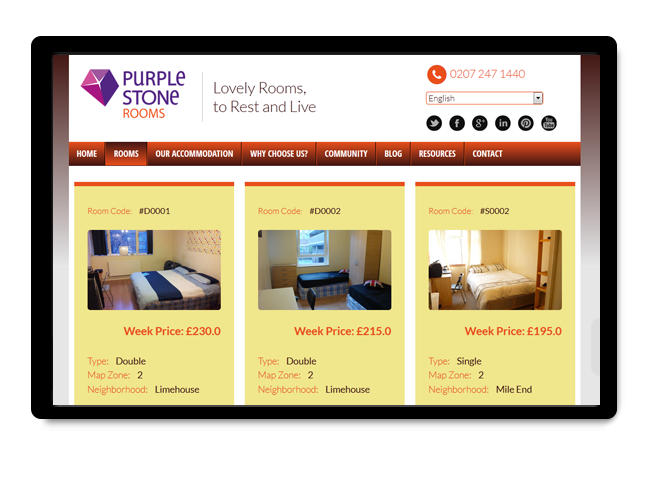 PURPLE
STONE
ROOMS
Lovely Rooms,
to Rest and Live
0207 247 1440
English
You
HOME ROOMS OUR ACCOMMODATION WHY CHOOSE US? COMMUNITY BLOG RESOURCES CONTACT
Room Code: #D0001
Week Price: £230.0
Type: Double
Map Zone: 2
Neighborhood: Limehouse
Room Code: #D0002
Week Price: £215.0
Type: Double
Map Zone: 2
Neighborhood: Limehouse
Room Code: #S0002
Week Price: £195.0
Type: Single
Map Zone: 2
Neighborhood: Mile End